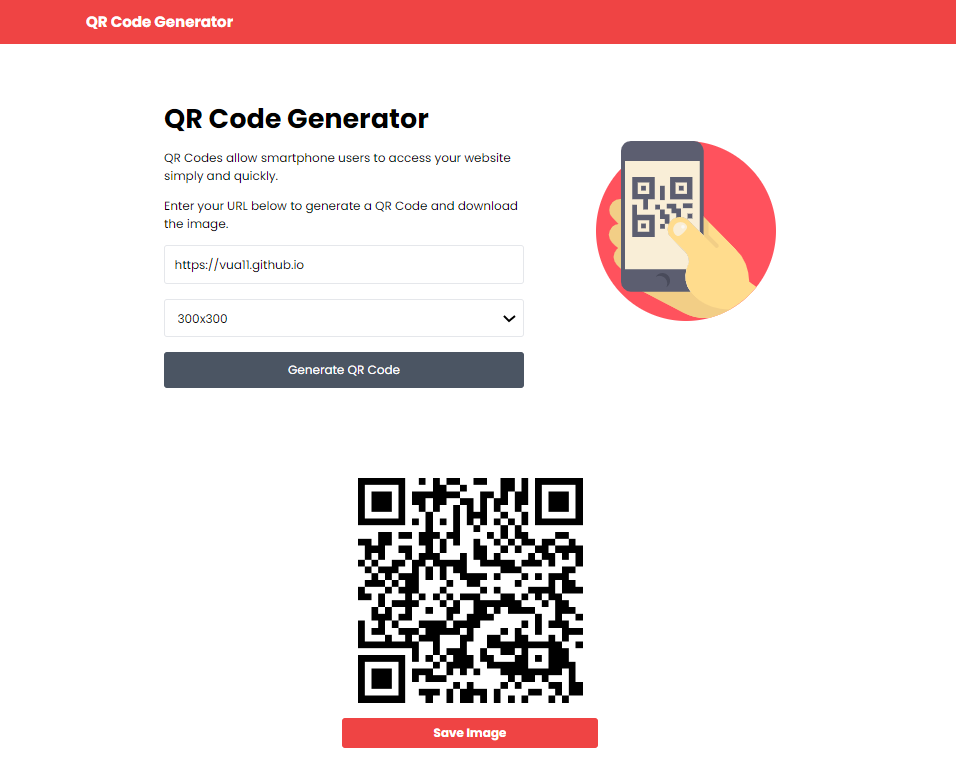 QR Code Generator
QR Code Generator
QR Codes allow smartphone users to access your website
simply and quickly.
Enter your URL below to generate a QR Code and download
the image.
https://vua11.github.io
300x300
Generate QR Code
Save Image